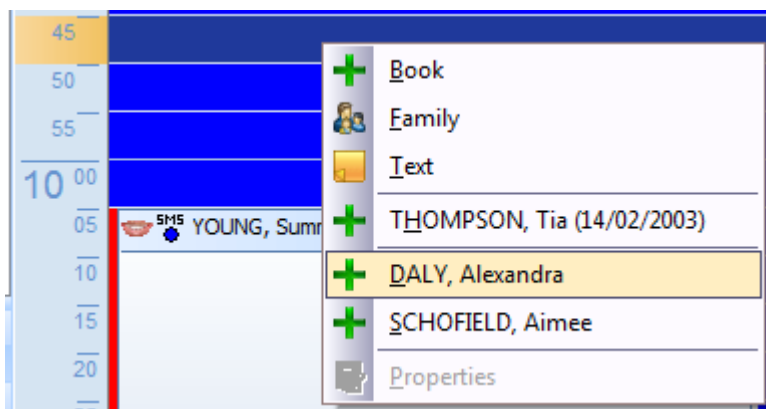 45
50
55
10 00
05
10
15
20
SMS YOUNG,
Book
Family
Text
THOMPSON, Tia (14/02/2003)
DALY, Alexandra
SCHOFIELD, Aimee
Properties